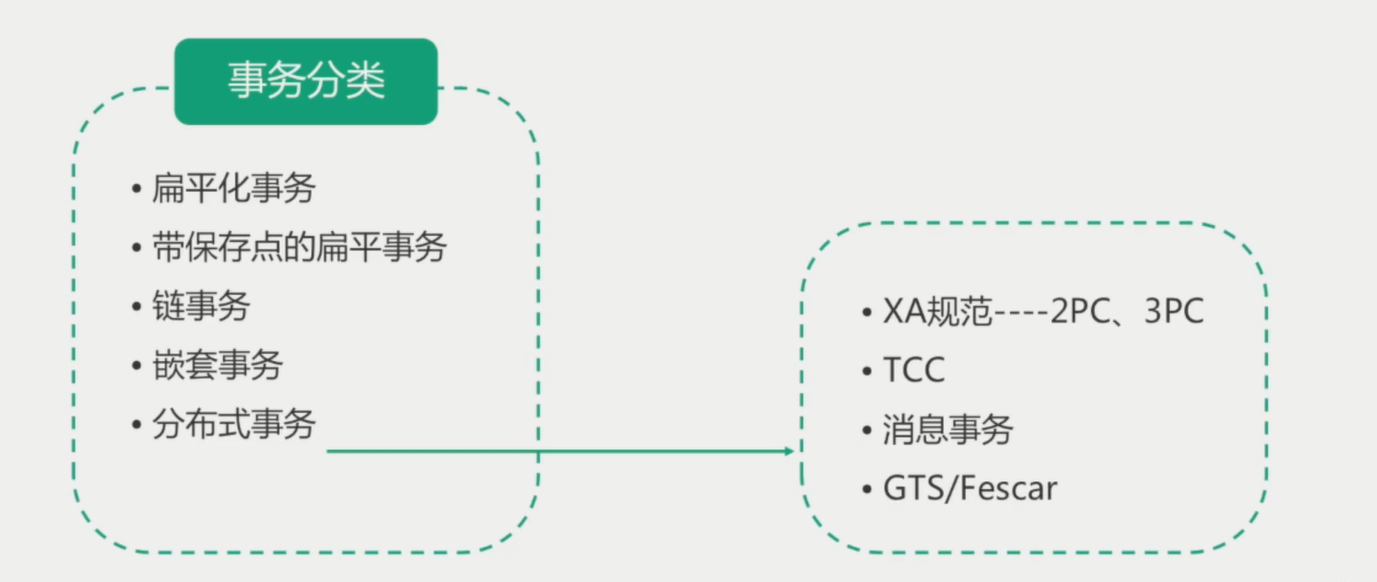 事务分类
• 扁平化事务
• 带保存点的扁平事务
• 链事务
• 嵌套事务
• 分布式事务
• XA规范----2PC、3PC
• TCC
• 消息事务
• GTS/Fescar